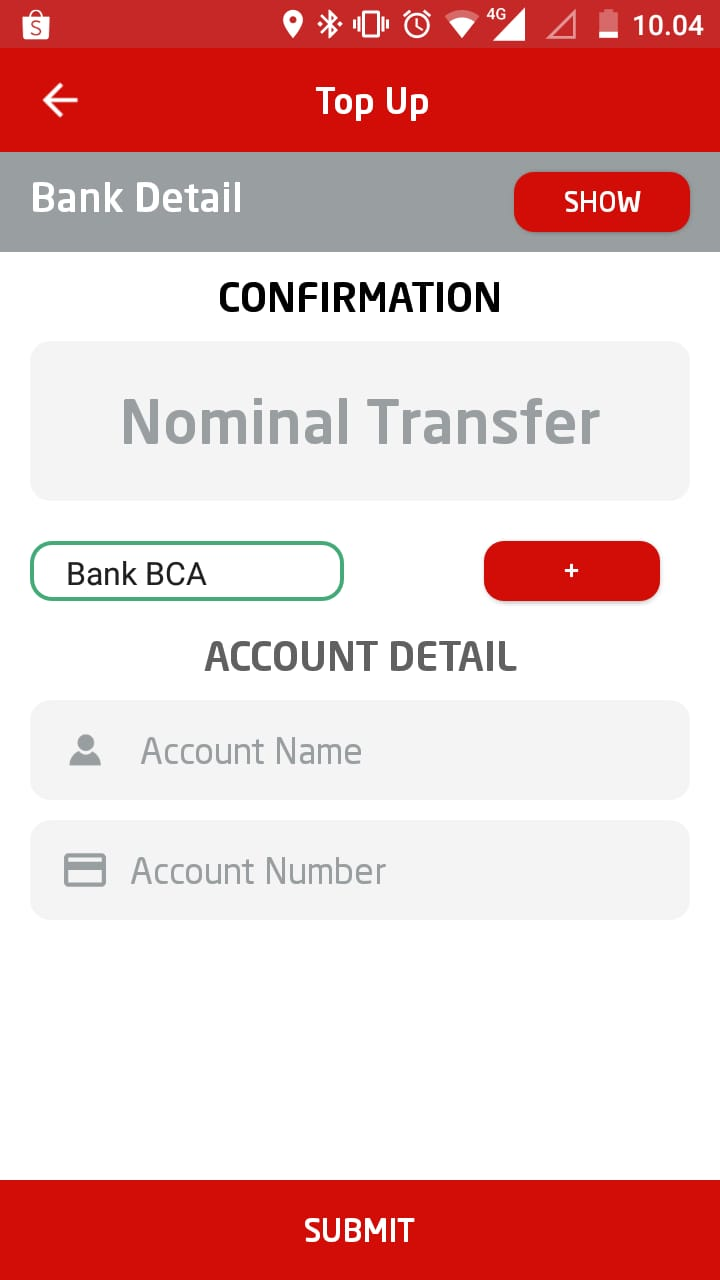 S
4G
10.04
Top Up
Bank Detail
SHOW
CONFIRMATION
Nominal Transfer
Bank BCA
+
ACCOUNT DETAIL
Account Name
Account Number
SUBMIT